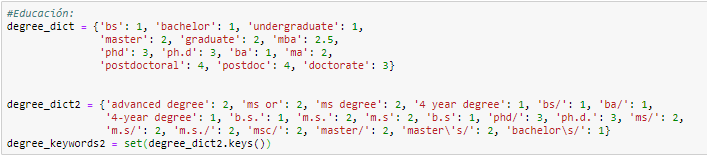 #Educación:
degree_dict = {'bs': 1, 'bachelor': 1, 'undergraduate': 1,
'master': 2, 'graduate': 2, 'mba': 2.5,
'phd': 3, 'ph.d': 3, 'ba': 1, 'ma': 2,
'postdoctoral': 4, 'postdoc': 4, 'doctorate': 3}
degree_dict2 = {'advanced degree': 2, 'ms or': 2, 'ms degree': 2, '4 year degree': 1, 'bs/': 1, 'ba/': 1,
'4-year degree': 1, 'b.s.': 1, 'm.s.': 2, 'm.s': 2, 'b.s': 1, 'phd/': 3, 'ph.d.': 3, 'ms/': 2,
'm.s/': 2, 'm.s./': 2, 'msc/': 2, 'master/': 2, 'master\'s/': 2, 'bachelor\s/': 1}
degree_keywords2 = set(degree_dict2.keys())